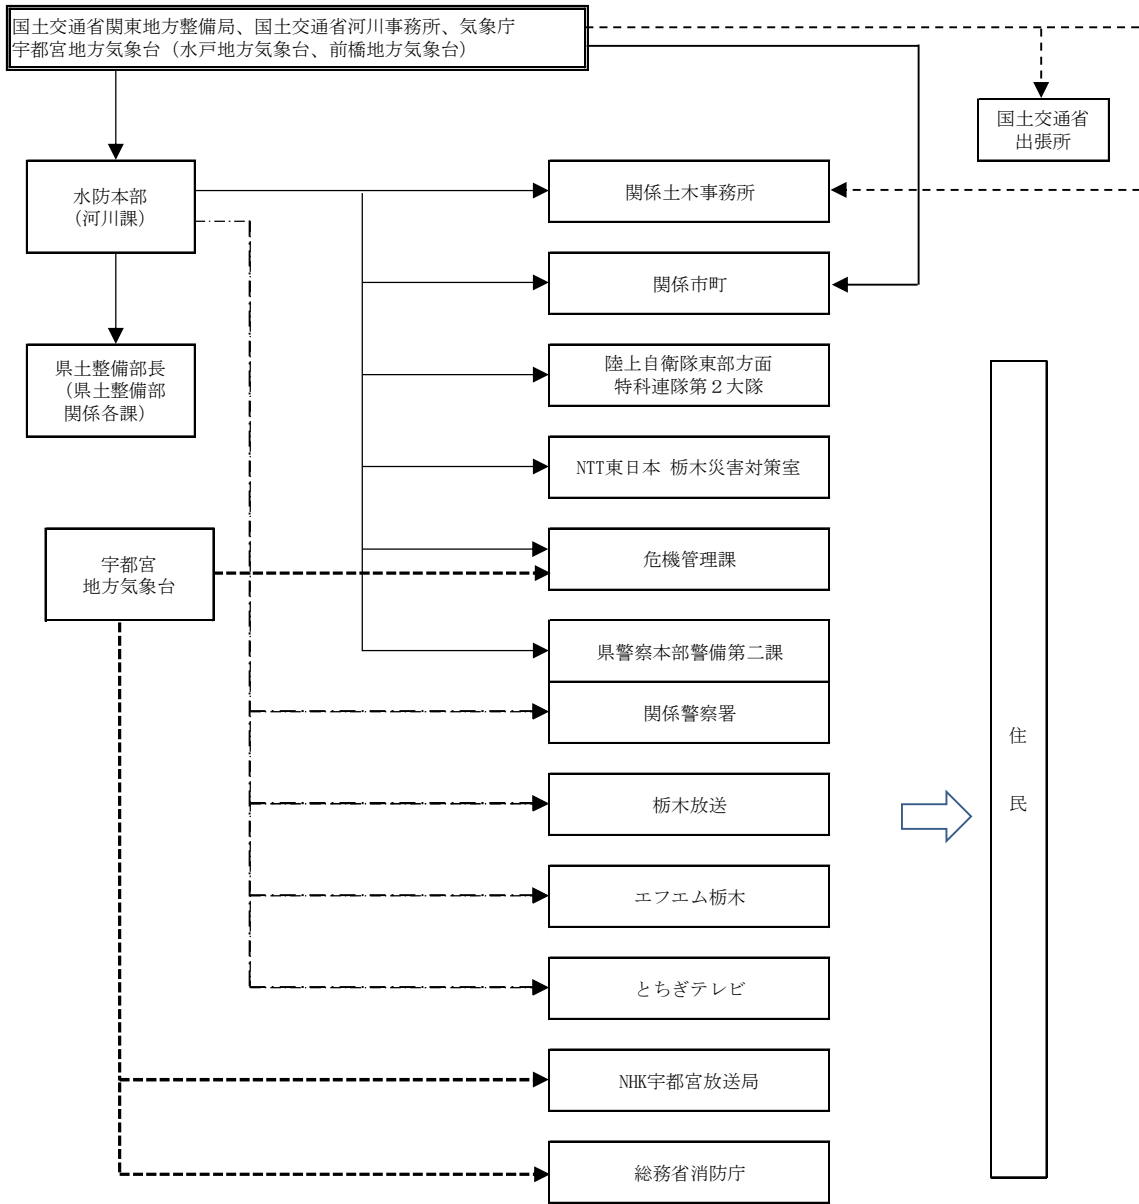 国土交通省関東地方整備局、国土交通省河川事務所、気象庁
宇都宮地方気象台（水戸地方気象台、前橋地方気象台）
国土交通省
出張所
水防本部
（河川課）
関係土木事務所
関係市町
県土整備部長
（県土整備部
関係各課）
陸上自衛隊東部方面
特科連隊第２大隊
NTT東日本 栃木災害対策室
宇都宮
地方気象台
危機管理課
県警察本部警備第二課
関係警察署
栃木放送
エフエム栃木
とちぎテレビ
NHK宇都宮放送局
総務省消防庁
住
民